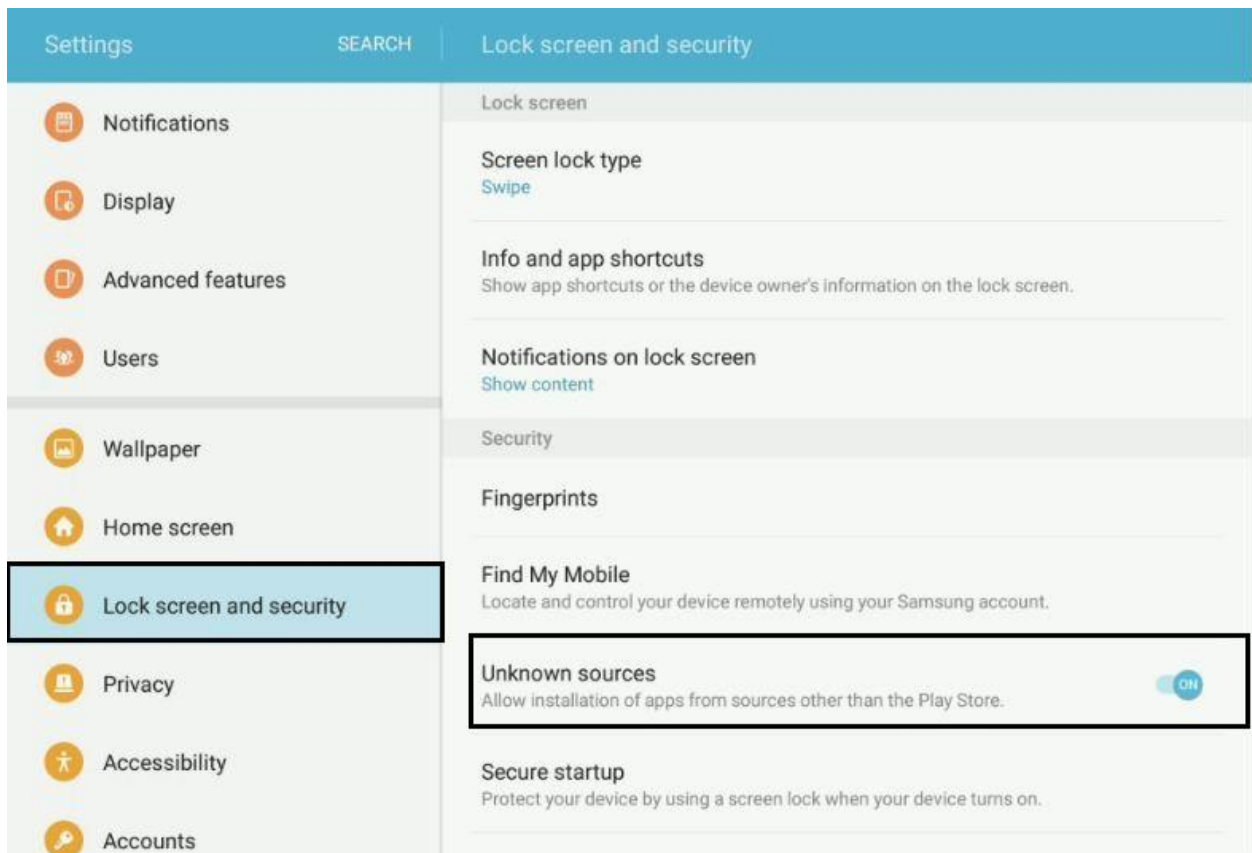 Settings
SEARCH
Notifications
Display
Advanced features
Users
Wallpaper
Home screen
Lock screen and security
Privacy
Accessibility
Accounts
Lock screen and security
Lock screen
Screen lock type
Swipe
Info and app shortcuts
Show app shortcuts or the device owner's information on the lock screen.
Notifications on lock screen
Show content
Security
Fingerprints
Find My Mobile
Locate and control your device remotely using your Samsung account.
Unknown sources
Allow installation of apps from sources other than the Play Store.
ON
Secure startup
Protect your device by using a screen lock when your device turns on.